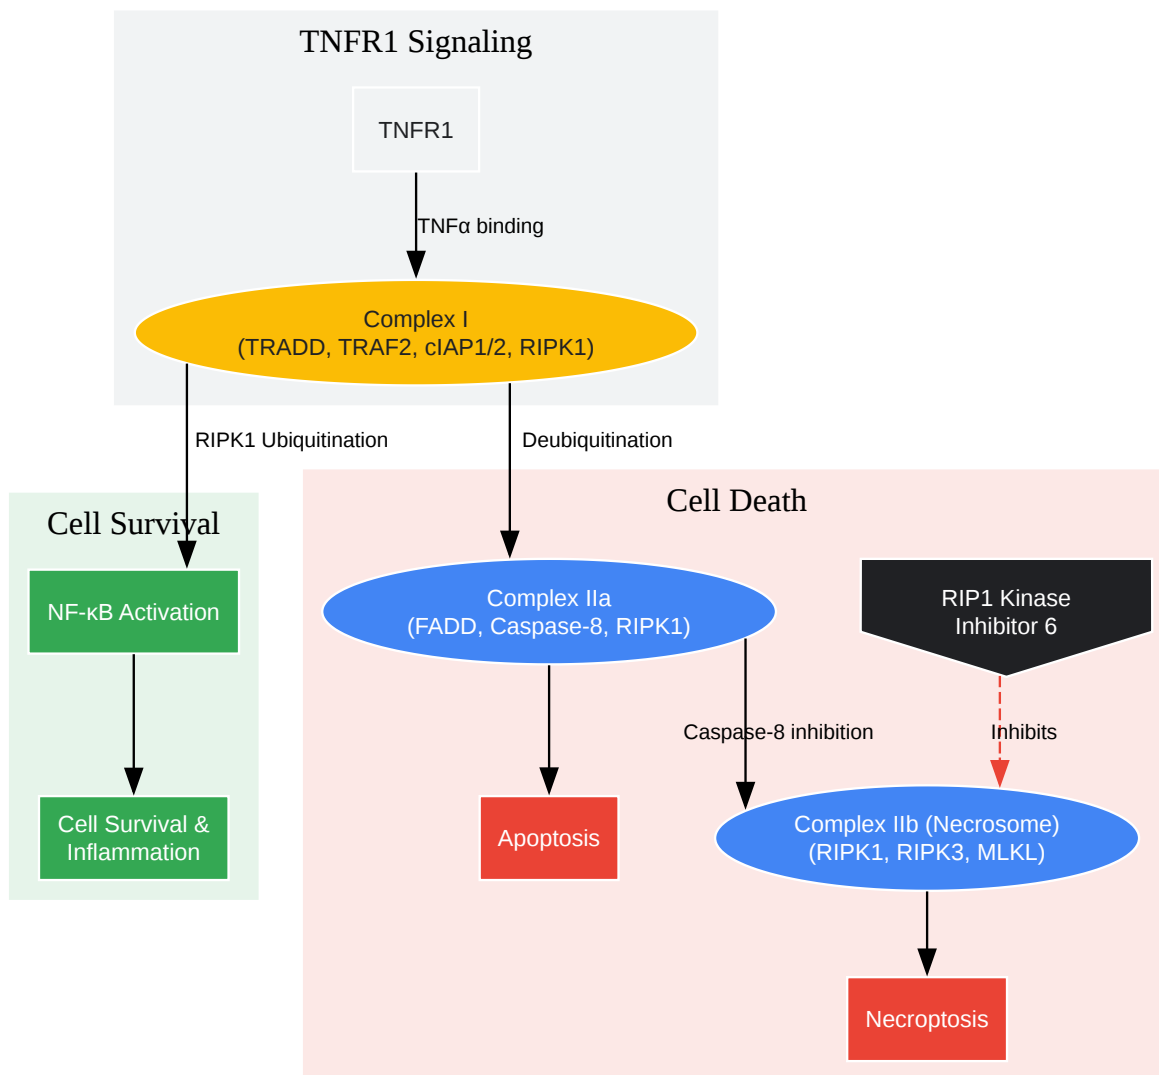 TNFR1 Signaling
TNFR1
TNFα binding
Complex I
(TRADD, TRAF2, cIAP1/2, RIPK1)
RIPK1 Ubiquitination
Deubiquitination
Cell Survival
NF-κB Activation
Cell Survival &
Inflammation
Cell Death
Complex IIa
(FADD, Caspase-8, RIPK1)
RIP1 Kinase
Inhibitor 6
Caspase-8 inhibition
Inhibits
Apoptosis
Complex IIb (Necrosome)
(RIPK1, RIPK3, MLKL)
Necroptosis